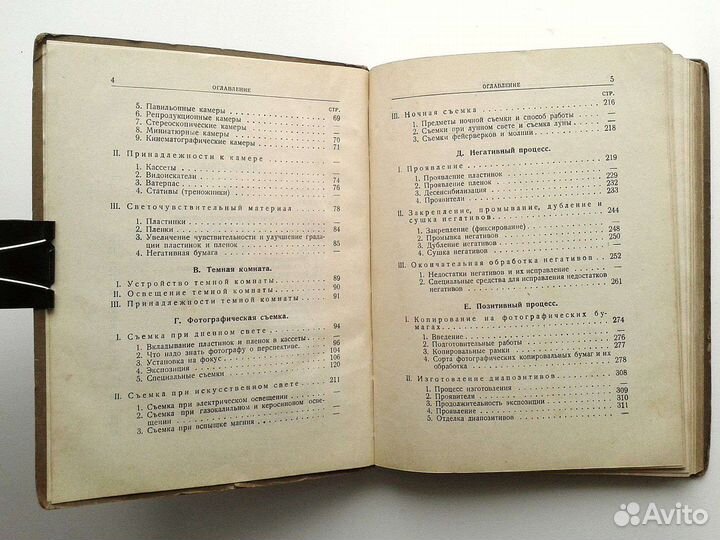 4
ОГЛАВЛЕНИЕ
СТР.
5. Павильонные камеры —
6. Репродукционные камеры 69
7. Стереоскопические камеры —
8. Миниатюрные камеры 70
9. Кинематографические камеры 71
II. Принадлежности к камере —
1. Кассеты —
2. Видоискатели 74
3. Ватерпас 76
4. Стативы (треножники) —
III. Светочувствительный материал 78
1. Пластинки —
2. Пленки 84
3. Увеличение чувствительности и улучшение гра-
дации пластинок и пленок 85
4. Негативная бумага —
В. Темная комната.
I. Устройство темной комнаты 89
II. Освещение темной комнаты 90
III. Принадлежности темной комнаты 91
Г. Фотографическая съемка.
I. Съемка при дневном свете 94
1. Вкладывание пластинок и пленок в кассеты —
2. Что надо знать фотографу о перспективе 96
3. Установка на фокус 104
4. Экспозиция 106
5. Специальные съемки 120
II. Съемка при искусственном свете 211
1. Съемка при электрическом освещении —
2. Съемка при газокалильном и керосиновом осве-
щении —
3. Съемка при вспышке магния —
ОГЛАВЛЕНИЕ
5
СТР.
III. Ночная съемка 216
1. Предметы ночной съемки и способ работы —
2. Съемки при лунном свете и съемка луны 218
3. Съемки фейерверков и молнии —
Д. Негативный процесс.
I. Проявление 219
1. Проявление пластинок —
2. Проявление пленок 229
3. Десенсибилизация 232
4. Проявители 233
II. Закрепление, промывание, дубление и
сушка негативов 244
1. Закрепление (фиксирование) —
2. Промывка негативов 248
3. Дубление негативов 250
4. Сушка негативов —
III. Окончательная обработка негативов 252
1. Недостатки негативов и их исправление —
2. Специальные средства для исправления недостатков
негативов 261
Е. Позитивный процесс.
I. Копирование на фотографических бу-
магах 274
1. Введение —
2. Подготовительные работы 276
3. Копировальные рамки 277
4. Сорта фотографических копировальных бумаг и их
обработка 278
II. Изготовление диапозитивов 308
1. Процесс изготовления —
2. Проявители 309
3. Продолжительность экспозиции 310
4. Проявление 311
5. Отделка диапозитивов —
Avito